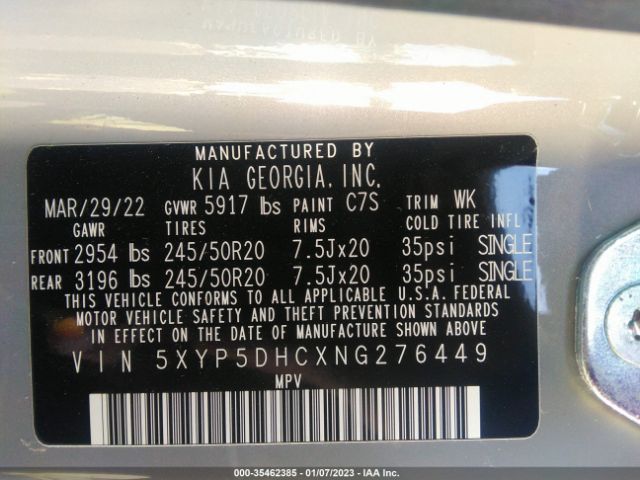 MANUFACTURED BY
KIA GEORGIA, INC.
MAR/29/22 GVWR 5917 lbs PAINT C7S TRIM WK
GAWR TIRES RIMS COLD TIRE INFL
FRONT 2954 lbs 245/50R20 7.5Jx20 35psi SINGLE
REAR 3196 lbs 245/50R20 7.5Jx20 35psi SINGLE
THIS VEHICLE CONFORMS TO ALL APPLICABLE U.S.A. FEDERAL
MOTOR VEHICLE SAFETY AND THEFT PREVENTION STANDARDS
IN EFFECT ON THE DATE OF MANUFACTURE SHOWN ABOVE.
VIN 5XYP5DHCXNG276449
MPV
000-35462385 - 01/07/2023 - IAA Inc.